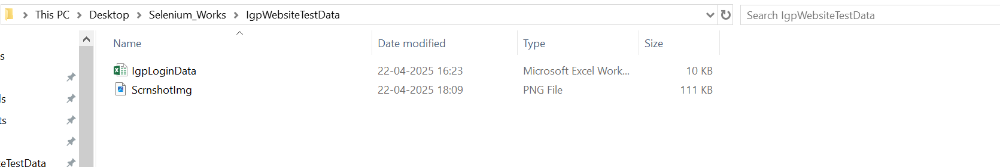 This PC > Desktop > Selenium_Works > IgpWebsiteTestData
Search IgpWebsiteTestData
Name Date modified Type Size
s
IgpLoginData 22-04-2025 16:23 Microsoft Excel Work... 10 KB
ScrnshotImg 22-04-2025 18:09 PNG File 111 KB
ls
ts
eTestData